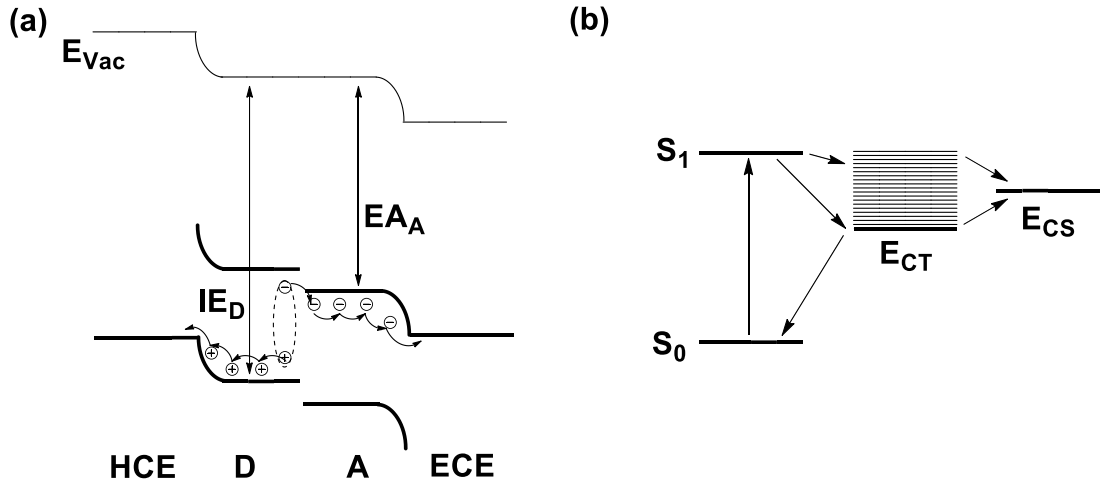 (a)
E_Vac
IE_D
EA_A
HCE D A ECE
(b)
S_1
E_CS
E_CT
S_0